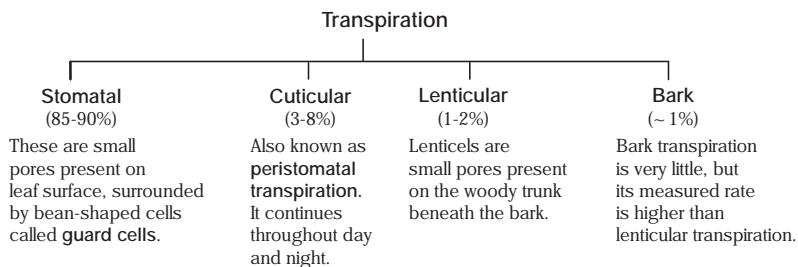 Transpiration
Stomatal
(85-90%)
These are small
pores present on
leaf surface, surrounded
by bean-shaped cells
called guard cells.
Cuticular
(3-8%)
Also known as
peristomatal
transpiration.
It continues
throughout day
and night.
Lenticular
(1-2%)
Lenticels are
small pores present
on the woody trunk
beneath the bark.
Bark
(~ 1%)
Bark transpiration
is very little, but
its measured rate
is higher than
lenticular transpiration.